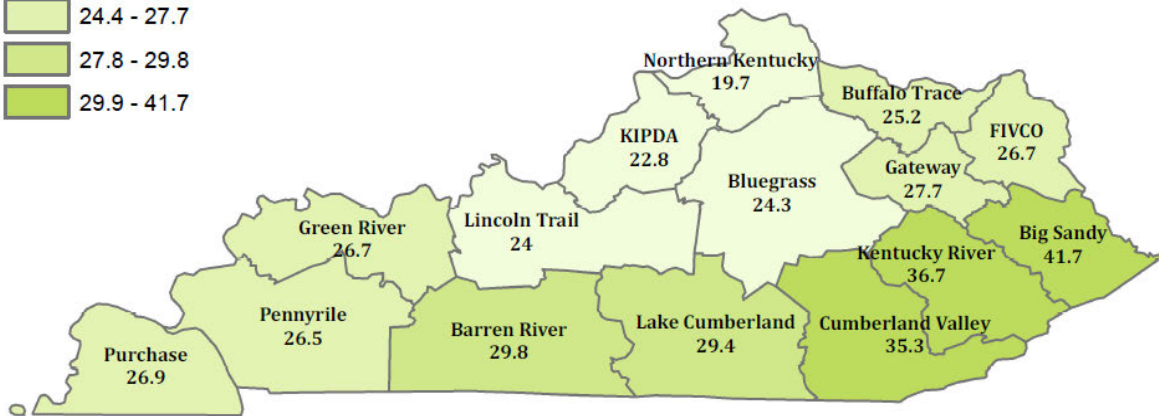 24.4 - 27.7
27.8 - 29.8
29.9 - 41.7
Northern Kentucky
19.7
Buffalo Trace
25.2
FIVCO
26.7
KIPDA
22.8
Gateway
27.7
Bluegrass
24.3
Lincoln Trail
24
Green River
26.7
Big Sandy
41.7
Kentucky River
36.7
Pennyrile
26.5
Barren River
29.8
Lake Cumberland
29.4
Cumberland Valley
35.3
Purchase
26.9